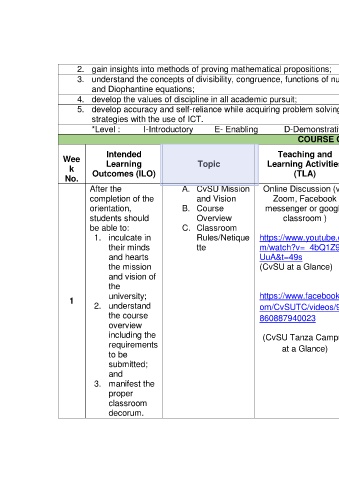 2. gain insights into methods of proving mathematical propositions;
3. understand the concepts of divisibility, congruence, functions of nu
and Diophantine equations;
4. develop the values of discipline in all academic pursuit;
5. develop accuracy and self-reliance while acquiring problem solving
strategies with the use of ICT.
*Level : I-Introductory E- Enabling D-Demonstrati
COURSE C
Wee
k
No.
Intended
Learning
Outcomes (ILO)
Topic
Teaching and
Learning Activities
(TLA)
1
After the
completion of the
orientation,
students should
be able to:
1. inculcate in
their minds
and hearts
the mission
and vision of
the
university;
2. understand
the course
overview
including the
requirements
to be
submitted;
and
3. manifest the
proper
classroom
decorum.
A. CvSU Mission
and Vision
B. Course
Overview
C. Classroom
Rules/Netique
tte
Online Discussion (v
Zoom, Facebook
messenger or googl
classroom )
https://www.youtube.c
m/watch?v=_4bQ1Z9
UuA&t=49s
(CvSU at a Glance)
https://www.facebook
om/CvSUTC/videos/9
860887940023
(CvSU Tanza Camp
at a Glance)